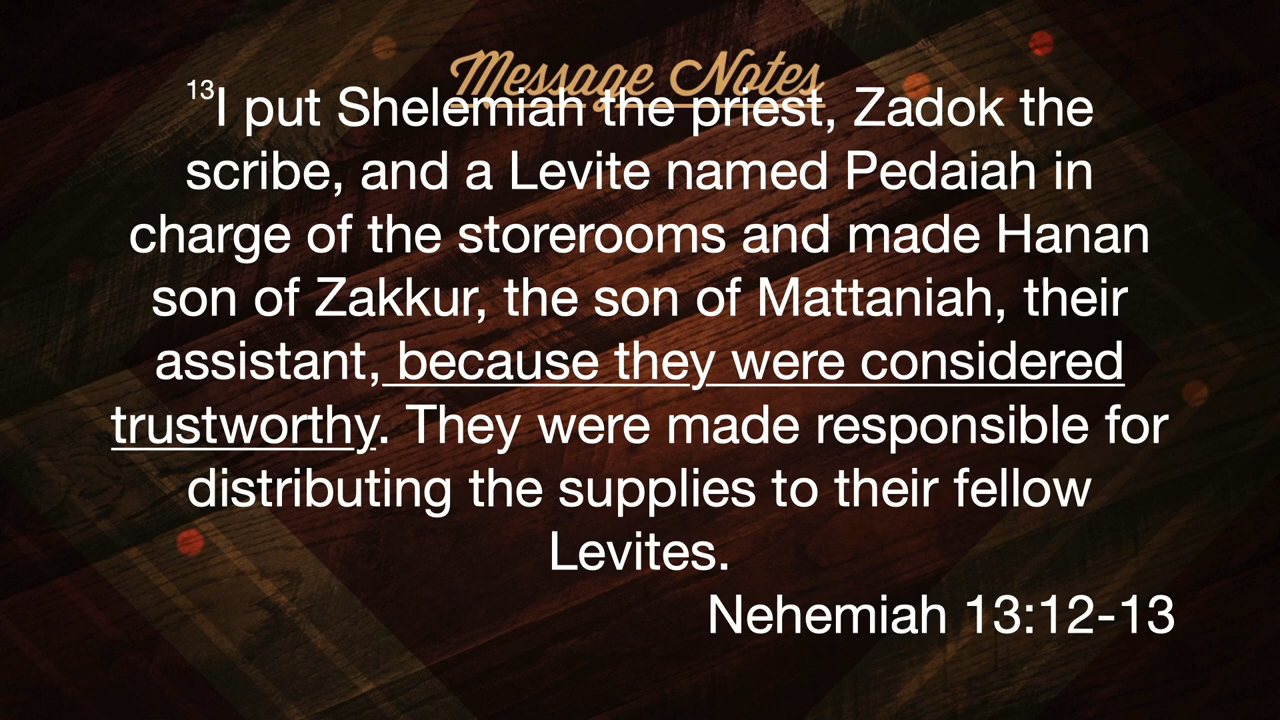 Message Notes
13I put Shelemiah the priest, Zadok the
scribe, and a Levite named Pedaiah in
charge of the storerooms and made Hanan
son of Zakkur, the son of Mattaniah, their
assistant, because they were considered
trustworthy. They were made responsible for
distributing the supplies to their fellow
Levites.
Nehemiah 13:12-13